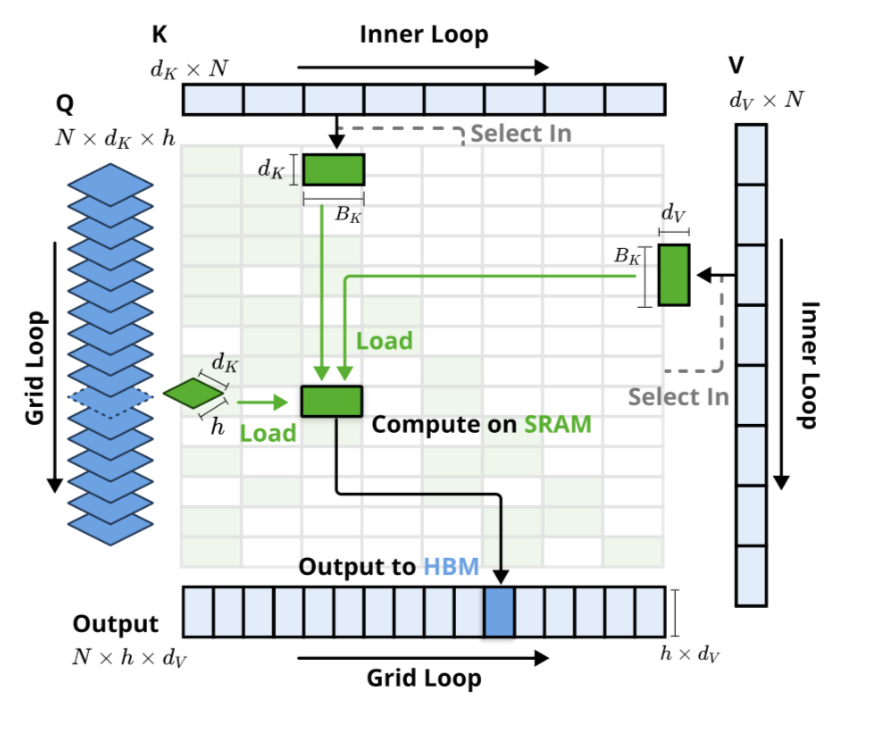 K
Inner Loop
d_K × N
V
Q
d_V × N
N × d_K × h
Select In
d_K
B_K
d_V
B_K
Grid Loop
Inner Loop
Load
d_K
Select In
h
Load
Compute on SRAM
Output to HBM
Output
N × h × d_V
h × d_V
Grid Loop